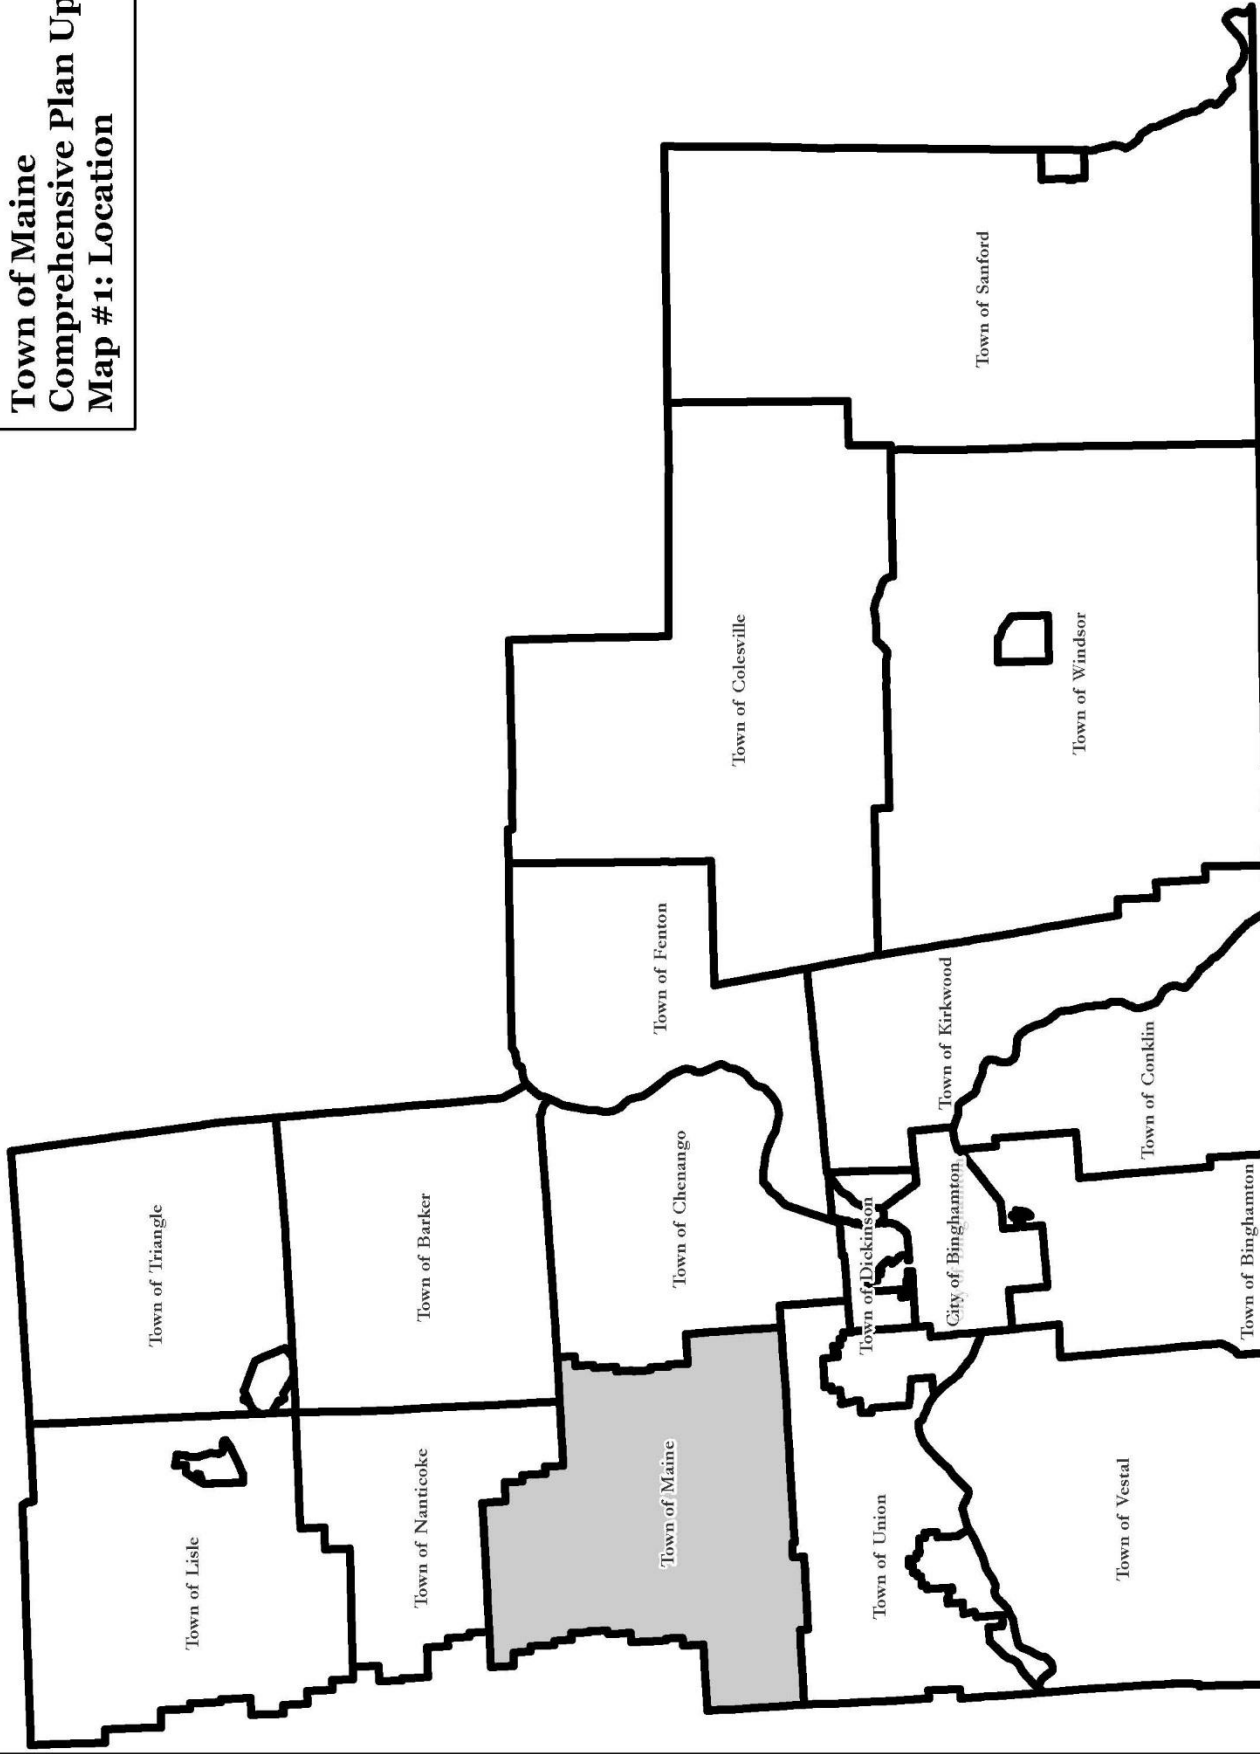 Town of Maine
Comprehensive Plan Up
Map #1: Location
Town of Lisle
Town of Triangle
Town of Nanticoke
Town of Barker
Town of Maine
Town of Chenango
Town of Fenton
Town of Colesville
Town of Sanford
Town of Union
Town of Dickinson
City of Binghamton
Town of Kirkwood
Town of Windsor
Town of Vestal
Town of Binghamton
Town of Conklin